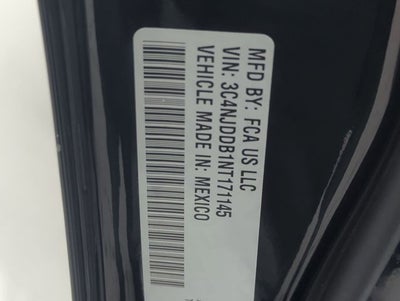 MFD BY: FCA US LLC
VIN: 3C4NJDDB1NT171145
VEHICLE MADE IN: MEXICO